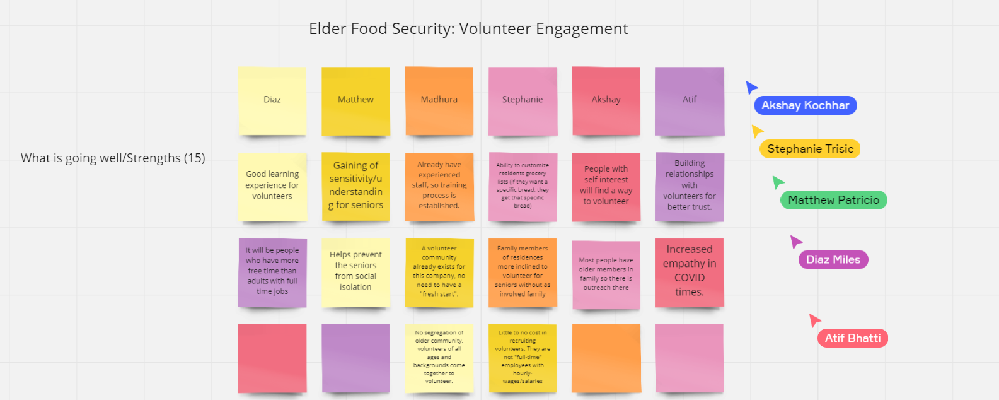 Elder Food Security: Volunteer Engagement
Diaz
Matthew
Madhura
Stephanie
Akshay
Atif
Akshay Kochhar
Stephanie Trisic
Matthew Patricio
Diaz Miles
Atif Bhatti
What is going well/Strengths (15)
Good learning
experience for
volunteers
Gaining of
sensitivity/u
nderstandin
g for seniors
Already have
experienced
staff, so training
process is
established.
Ability to customize
residents grocery
lists (if they want a
specific bread, they
get that specific
bread)
People with
self interest
will find a way
to volunteer
Building
relationships
with
volunteers for
better trust.
It will be people
who have more
free time than
adults with full
time jobs
Helps prevent
the seniors
from social
isolation
A volunteer
community
already exists for
this company, no
need to have a
"fresh start".
Family members
of residences
more inclined to
volunteer for
seniors without as
involved family
Most people have
older members in
family so there is
outreach there
Increased
empathy in
COVID
times.
No segregation of
older community,
volunteers of all
ages and
backgrounds come
together to
volunteer.
Little to no cost in
recruiting
volunteers. They are
not "full-time"
employees with
hourly-
wages/salaries